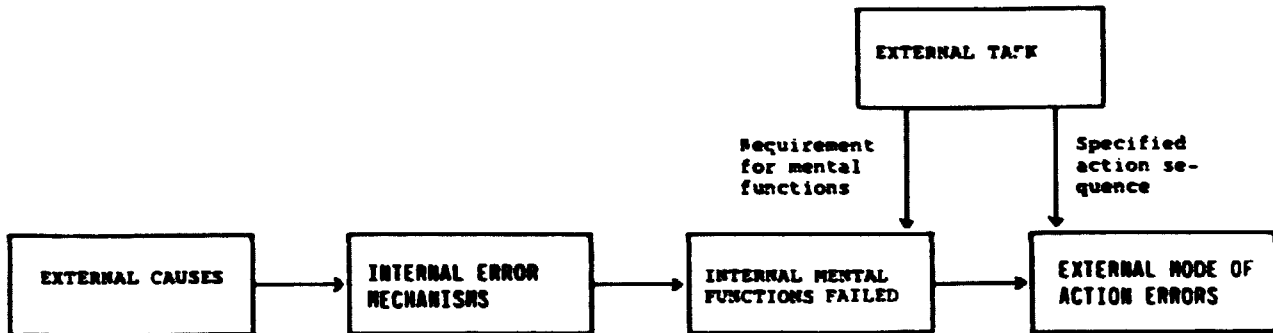 EXTERNAL TASK
Requirement
for mental
functions
Specified
action se-
quence
EXTERNAL CAUSES
INTERNAL ERROR
MECHANISMS
INTERNAL MENTAL
FUNCTIONS FAILED
EXTERNAL MODE OF
ACTION ERRORS